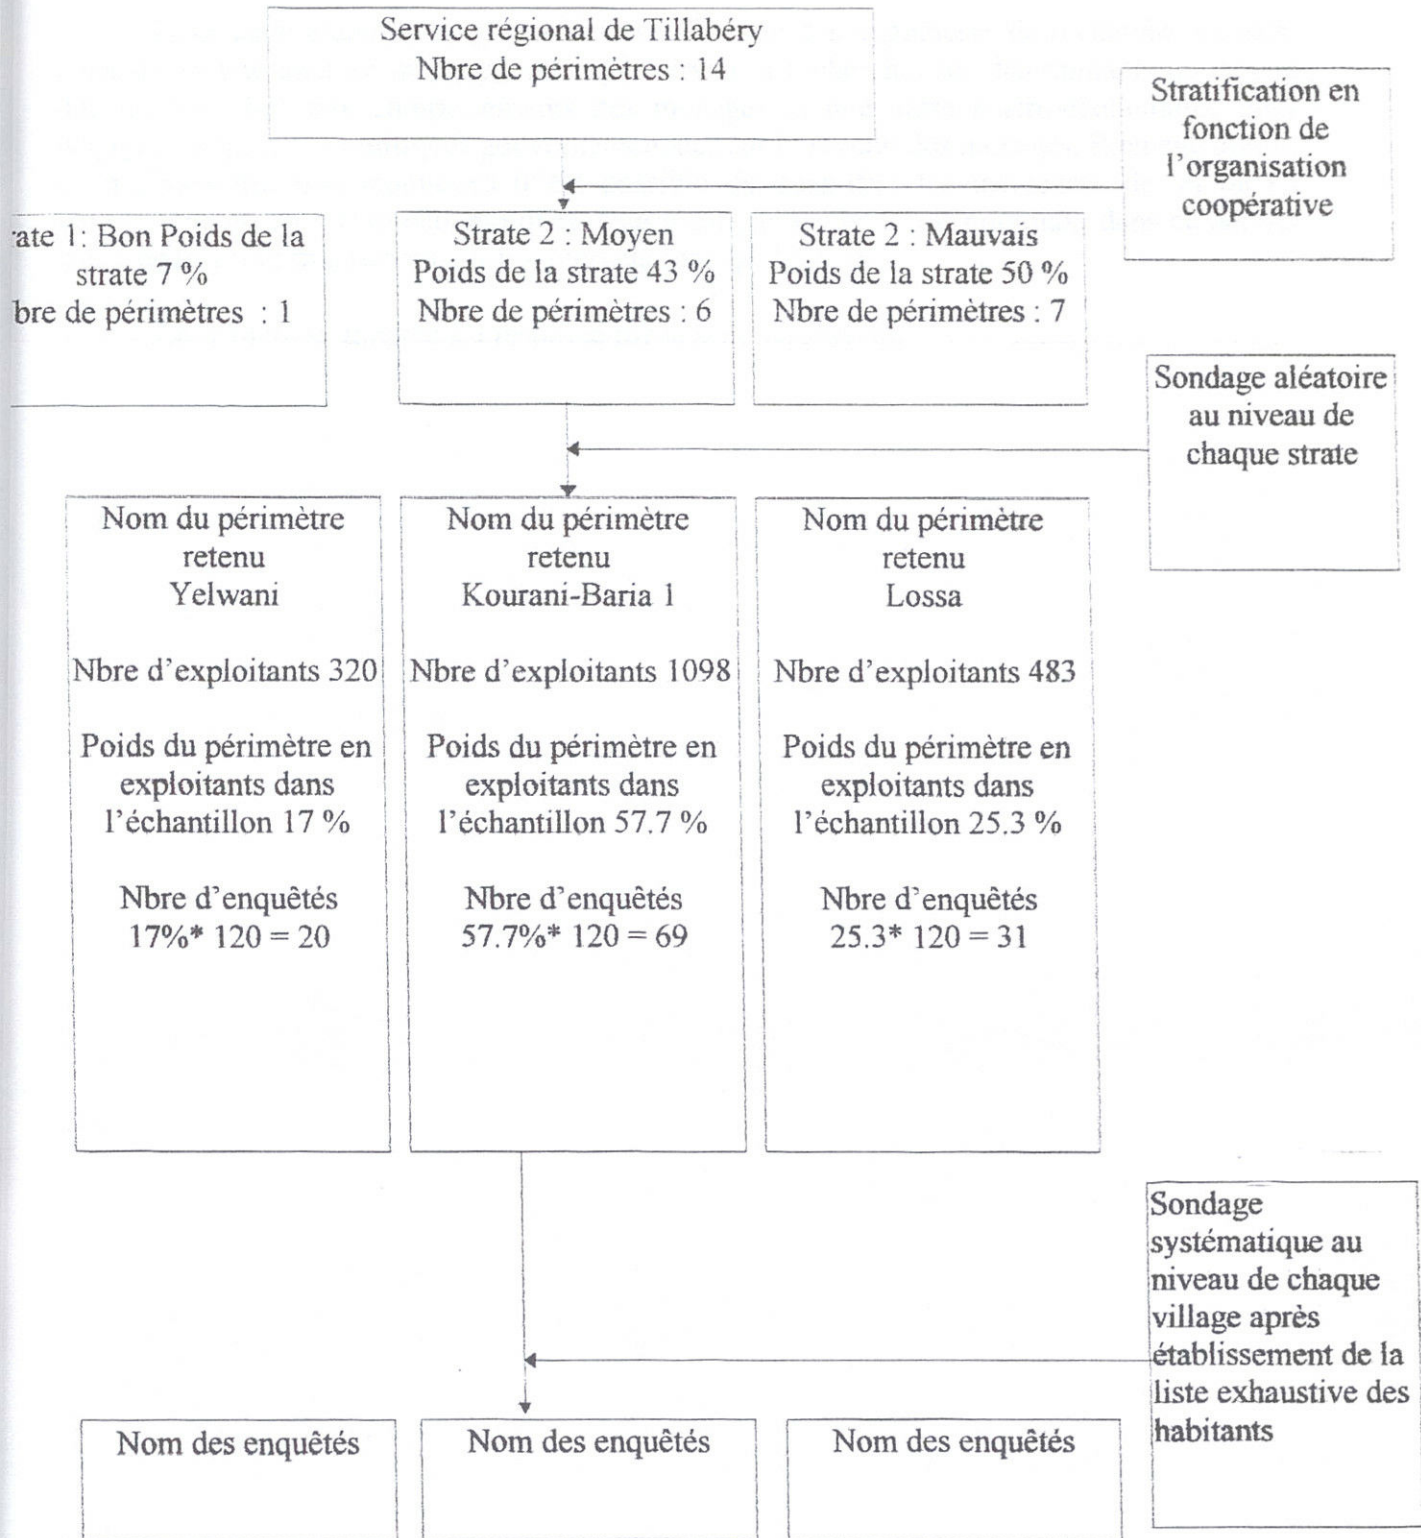 Service régional de Tillabéry
Nbre de périmètres : 14
Stratification en
fonction de
l'organisation
coopérative
ate 1: Bon Poids de la
strate 7 %
bre de périmètres : 1
Strate 2 : Moyen
Poids de la strate 43 %
Nbre de périmètres : 6
Strate 2 : Mauvais
Poids de la strate 50 %
Nbre de périmètres : 7
Sondage aléatoire
au niveau de
chaque strate
Nom du périmètre
retenu
Yelwani
Nbre d'exploitants 320
Poids du périmètre en
exploitants dans
l'échantillon 17 %
Nbre d'enquêtés
17%* 120 = 20
Nom du périmètre
retenu
Kourani-Baria 1
Nbre d'exploitants 1098
Poids du périmètre en
exploitants dans
l'échantillon 57.7 %
Nbre d'enquêtés
57.7%* 120 = 69
Nom du périmètre
retenu
Lossa
Nbre d'exploitants 483
Poids du périmètre en
exploitants dans
l'échantillon 25.3 %
Nbre d'enquêtés
25.3* 120 = 31
Sondage
systématique au
niveau de chaque
village après
établissement de la
liste exhaustive des
habitants
Nom des enquêtés
Nom des enquêtés
Nom des enquêtés